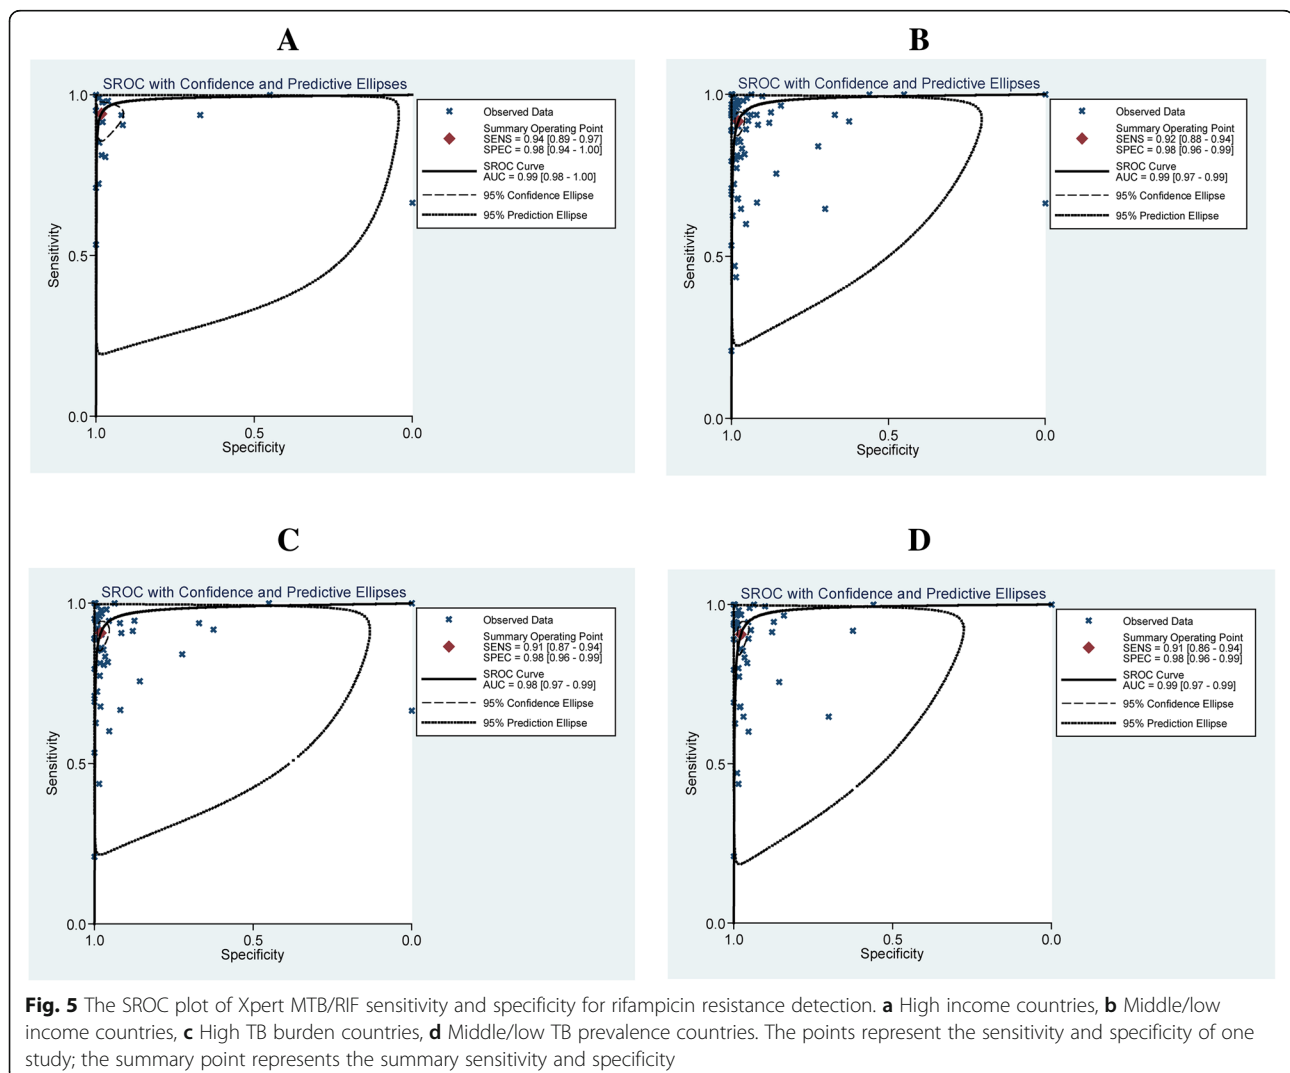 A
SROC with Confidence and Predictive Ellipses
1.0
0.5
0.0
Sensitivity
1.0
0.5
0.0
Specificity
Observed Data
Summary Operating Point
SENS = 0.94 [0.89 - 0.97]
SPEC = 0.98 [0.94 - 1.00]
SROC Curve
AUC = 0.99 [0.98 - 1.00]
95% Confidence Ellipse
95% Prediction Ellipse
B
SROC with Confidence and Predictive Ellipses
1.0
0.5
0.0
Sensitivity
1.0
0.5
0.0
Specificity
Observed Data
Summary Operating Point
SENS = 0.92 [0.88 - 0.94]
SPEC = 0.98 [0.96 - 0.99]
SROC Curve
AUC = 0.99 [0.97 - 0.99]
95% Confidence Ellipse
95% Prediction Ellipse
C
SROC with Confidence and Predictive Ellipses
1.0
0.5
0.0
Sensitivity
1.0
0.5
0.0
Specificity
Observed Data
Summary Operating Point
SENS = 0.91 [0.87 - 0.94]
SPEC = 0.98 [0.96 - 0.99]
SROC Curve
AUC = 0.98 [0.97 - 0.99]
95% Confidence Ellipse
95% Prediction Ellipse
D
SROC with Confidence and Predictive Ellipses
1.0
0.5
0.0
Sensitivity
1.0
0.5
0.0
Specificity
Observed Data
Summary Operating Point
SENS = 0.91 [0.86 - 0.94]
SPEC = 0.98 [0.96 - 0.99]
SROC Curve
AUC = 0.99 [0.97 - 0.99]
95% Confidence Ellipse
95% Prediction Ellipse
Fig. 5 The SROC plot of Xpert MTB/RIF sensitivity and specificity for rifampicin resistance detection. a High income countries, b Middle/low
income countries, c High TB burden countries, d Middle/low TB prevalence countries. The points represent the sensitivity and specificity of one
study; the summary point represents the summary sensitivity and specificity